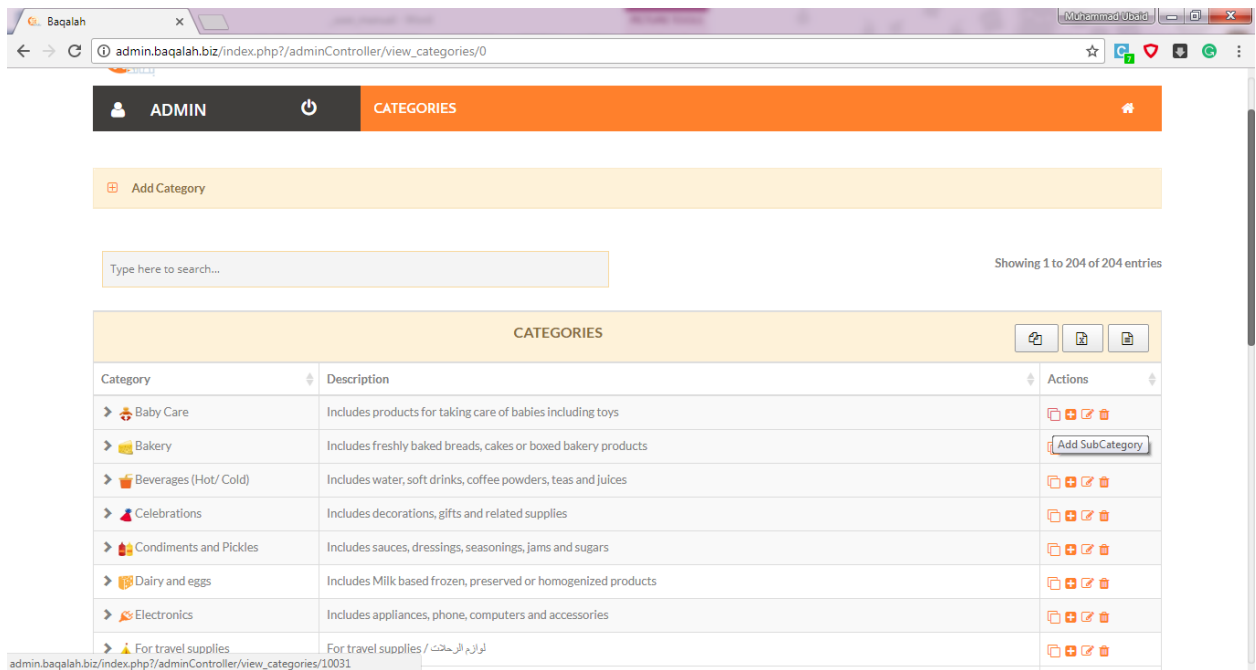 Baqalah
Muhammad Ubaid
admin.baqalah.biz/index.php?/adminController/view_categories/0
ADMIN
CATEGORIES
Add Category
Type here to search...
Showing 1 to 204 of 204 entries
CATEGORIES
Category Description Actions
Baby Care Includes products for taking care of babies including toys
Bakery Includes freshly baked breads, cakes or boxed bakery products
Add SubCategory
Beverages (Hot/ Cold) Includes water, soft drinks, coffee powders, teas and juices
Celebrations Includes decorations, gifts and related supplies
Condiments and Pickles Includes sauces, dressings, seasonings, jams and sugars
Dairy and eggs Includes Milk based frozen, preserved or homogenized products
Electronics Includes appliances, phone, computers and accessories
For travel supplies For travel supplies / لوازم الرحلات
admin.baqalah.biz/index.php?/adminController/view_categories/10031